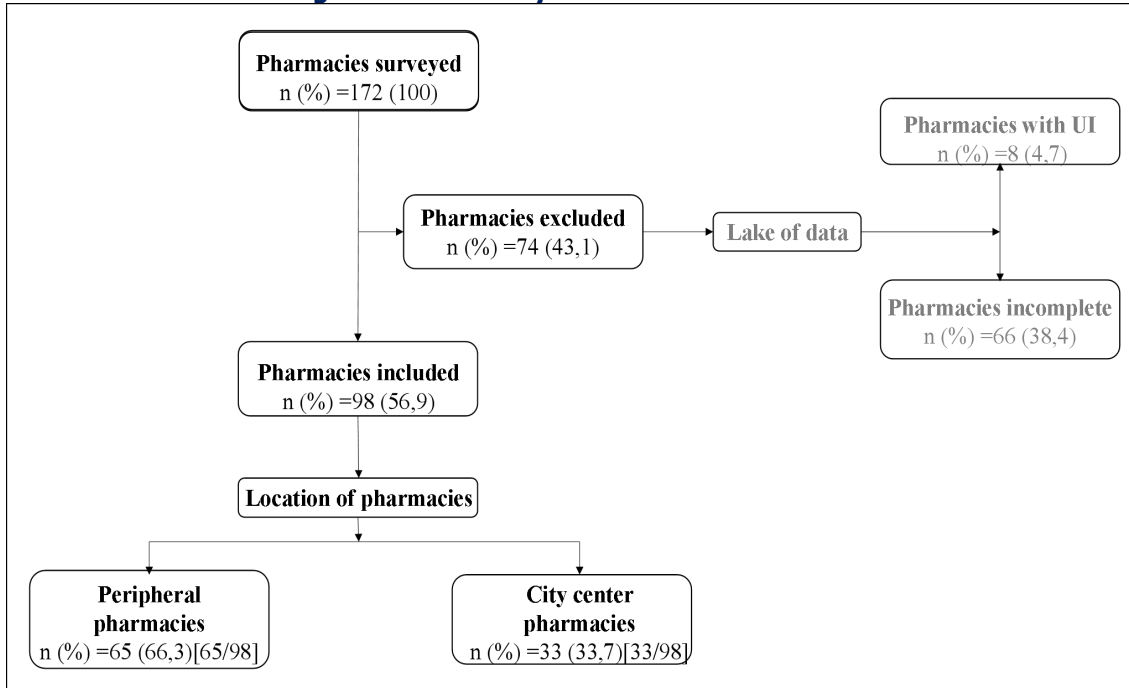 Pharmacies surveyed
n (%) =172 (100)
Pharmacies with UI
n (%) =8 (4,7)
Pharmacies excluded
n (%) =74 (43,1)
Lake of data
Pharmacies incomplete
n (%) =66 (38,4)
Pharmacies included
n (%) =98 (56,9)
Location of pharmacies
Peripheral
pharmacies
n (%) =65 (66,3)[65/98]
City center
pharmacies
n (%) =33 (33,7)[33/98]